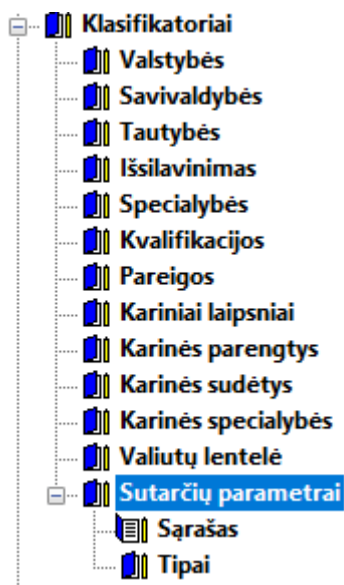 Klasifikatoriai
Valstybės
Savivaldybės
Tautybės
Išsilavinimas
Specialybės
Kvalifikacijos
Pareigos
Kariniai laipsniai
Karinės parengtys
Karinės sudėtys
Karinės specialybės
Valiutų lentelė
Sutarčių parametrai
Sąrašas
Tipai